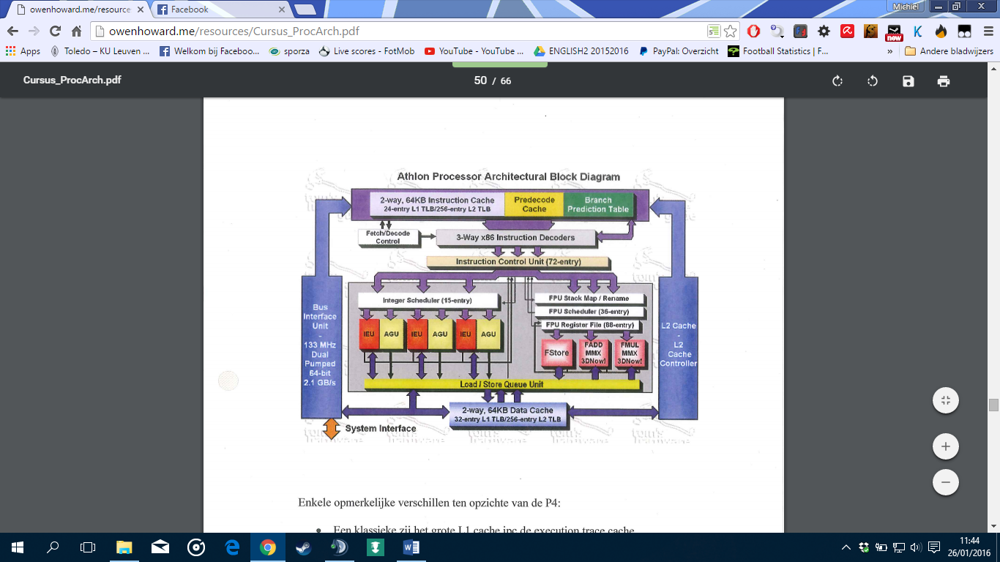 owenhoward.me/resource
Facebook
Michiel
owenhoward.me/resources/Cursus_ProcArch.pdf
new
Apps
Toledo – KU Leuven ...
Welkom bij Faceboo...
sporza
Live scores - FotMob
YouTube - YouTube ...
ENGLISH2 20152016
PayPal: Overzicht
Football Statistics | F...
»
Andere bladwijzers
Cursus_ProcArch.pdf
50 / 66
Athlon Processor Architectural Block Diagram
2-way, 64KB Instruction Cache
24-entry L1 TLB/256-entry L2 TLB
Predecode
Cache
Branch
Prediction Table
Fetch/Decode
Control
3-Way x86 Instruction Decoders
Instruction Control Unit (72-entry)
Bus
Interface
Unit
-
133 MHz
Dual
Pumped
64-bit
2.1 GB/s
Integer Scheduler (15-entry)
IEU
AGU
IEU
AGU
IEU
AGU
FPU Stack Map / Rename
FPU Scheduler (36-entry)
FPU Register File (88-entry)
FStore
FADD
MMX
3DNow!
FMUL
MMX
3DNow!
L2 Cache
-
L2
Cache
Controller
Load / Store Queue Unit
2-way, 64KB Data Cache
32-entry L1 TLB/256-entry L2 TLB
System Interface
Enkele opmerkelijke verschillen ten opzichte van de P4:
• Een klassieke zij het grote L1 cache ipc de execution trace cache
11:44
26/01/2016